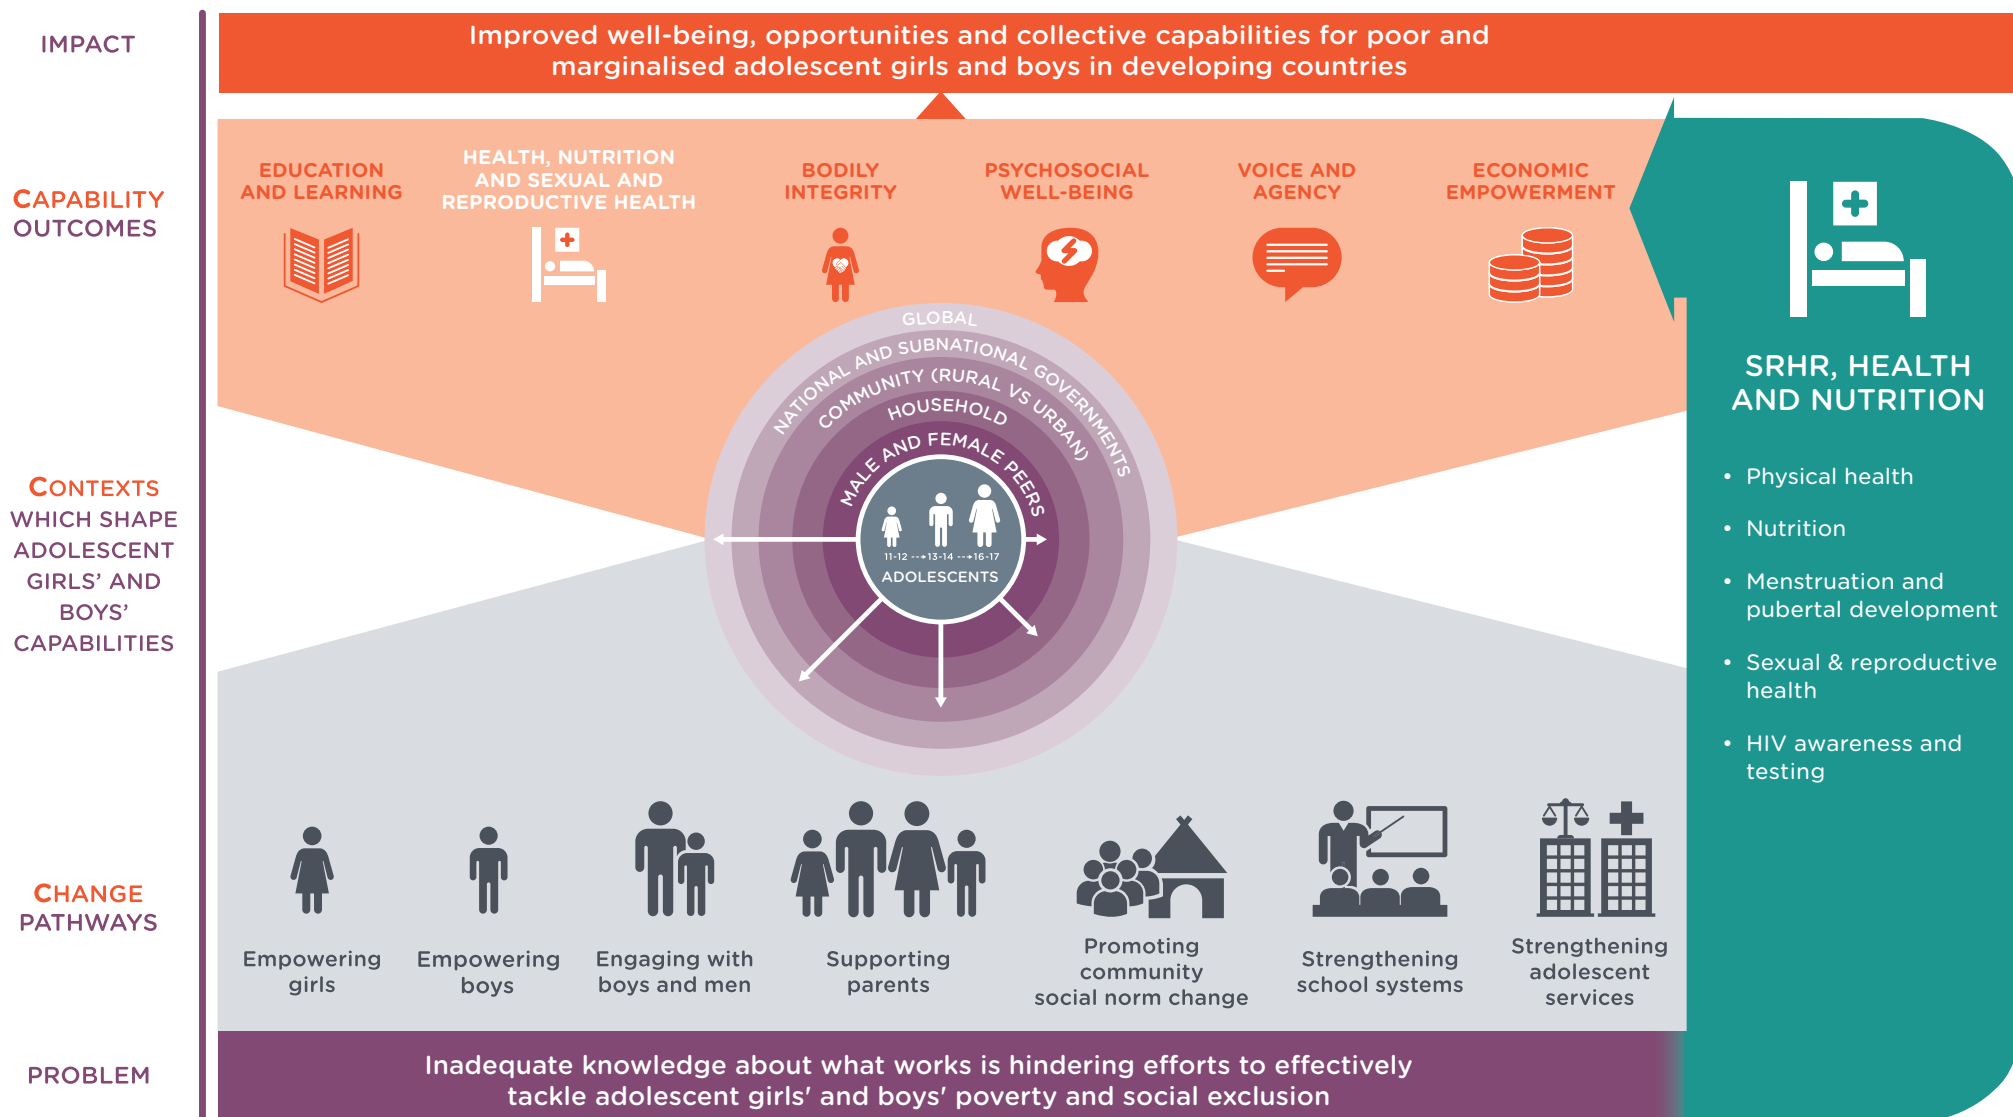 IMPACT
Improved well-being, opportunities and collective capabilities for poor and
marginalised adolescent girls and boys in developing countries
CAPABILITY
OUTCOMES
EDUCATION
AND LEARNING
HEALTH, NUTRITION
AND SEXUAL AND
REPRODUCTIVE HEALTH
BODILY
INTEGRITY
PSYCHOSOCIAL
WELL-BEING
VOICE AND
AGENCY
ECONOMIC
EMPOWERMENT
CONTEXTS
WHICH SHAPE
ADOLESCENT
GIRLS’ AND
BOYS’
CAPABILITIES
GLOBAL
NATIONAL AND SUBNATIONAL GOVERNMENTS
COMMUNITY (RURAL VS URBAN)
HOUSEHOLD
MALE AND FEMALE PEERS
11-12 --→ 13-14 --→ 16-17
ADOLESCENTS
SRHR, HEALTH
AND NUTRITION
• Physical health
• Nutrition
• Menstruation and
pubertal development
• Sexual & reproductive
health
• HIV awareness and
testing
CHANGE
PATHWAYS
Empowering
girls
Empowering
boys
Engaging with
boys and men
Supporting
parents
Promoting
community
social norm change
Strengthening
school systems
Strengthening
adolescent
services
PROBLEM
Inadequate knowledge about what works is hindering efforts to effectively
tackle adolescent girls' and boys' poverty and social exclusion